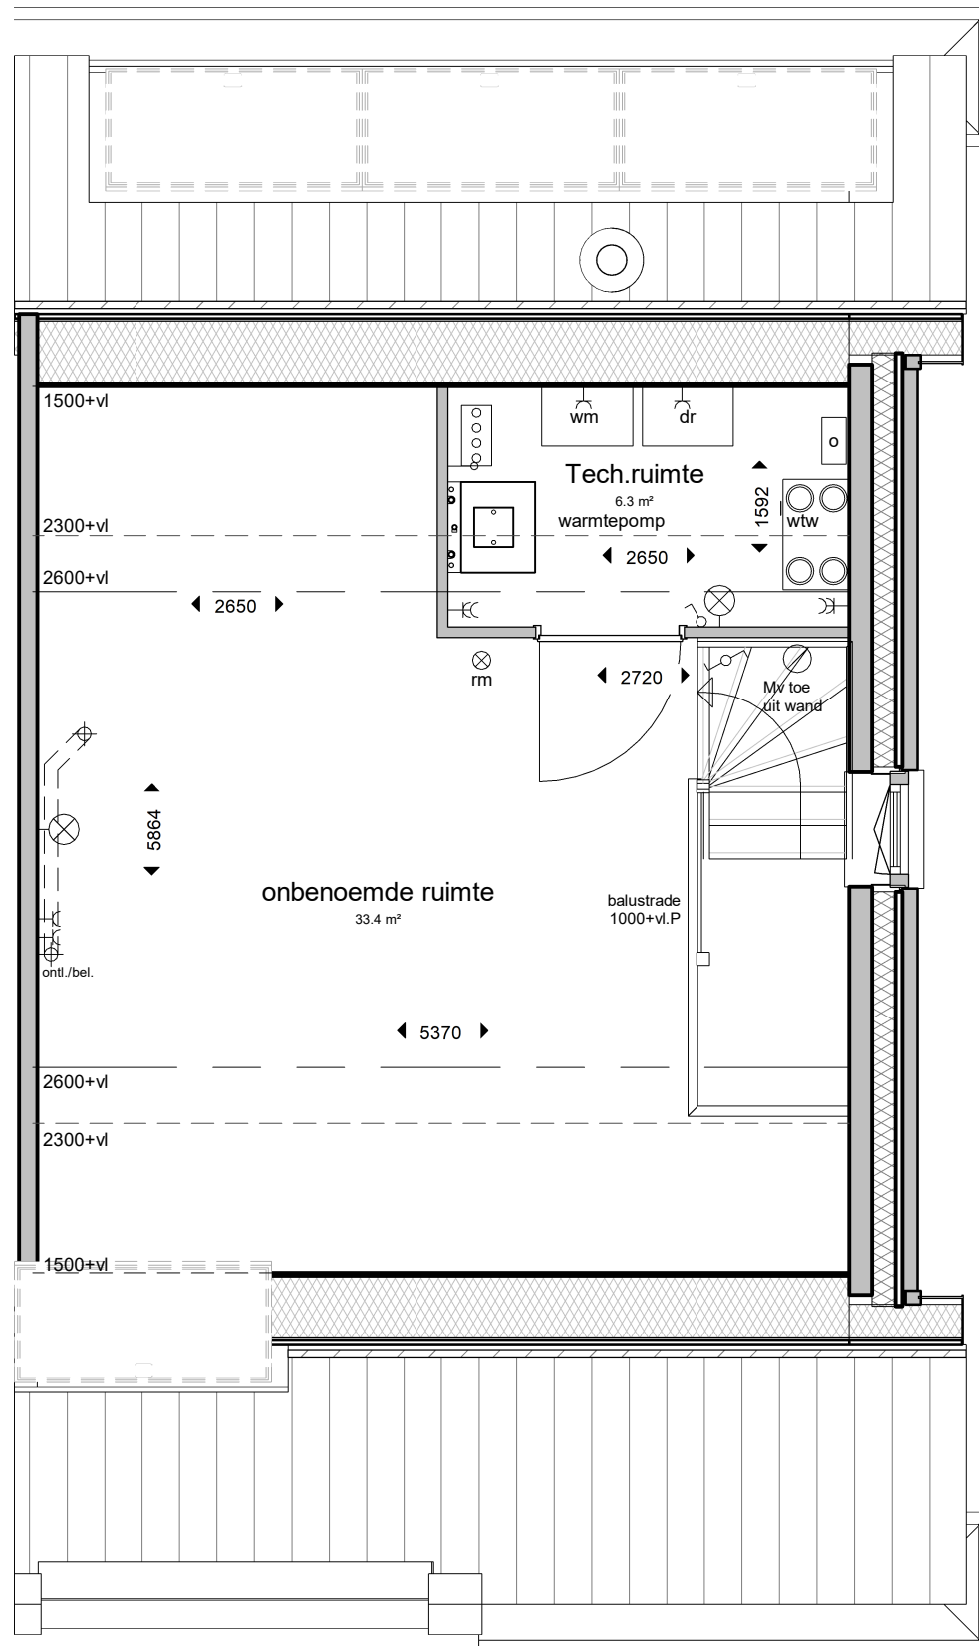 1500+vl
wm
dr
o
Tech.ruimte
6.3 m²
warmtepomp
1592
wtw
2300+vl
2650
2600+vl
2650
rm
2720
Mv toe
uit wand
5864
onbenoemde ruimte
33.4 m²
balustrade
1000+vl.P
ontl./bel.
5370
2600+vl
2300+vl
1500+vl